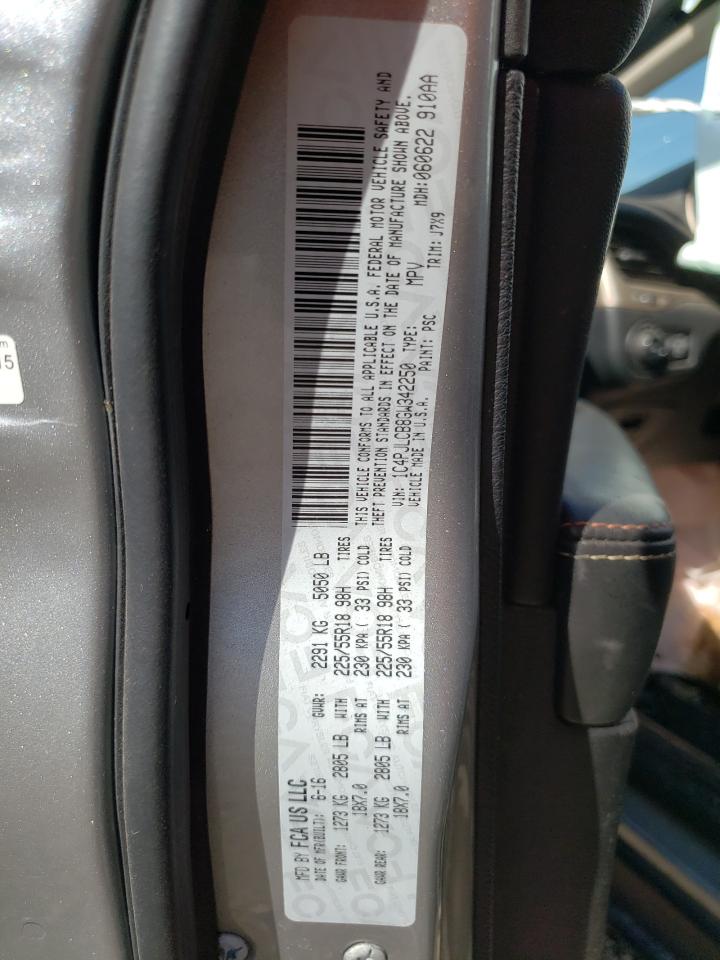 MFD BY FCA US LLC
DATE OF MFR(BUILT): 6-16 GVWR: 2291 KG 5050 LB
GAWR FRONT: 1273 KG 2805 LB WITH 225/55R18 98H TIRES
18X7.0 RIMS AT 230 KPA ( 33 PSI) COLD
GAWR REAR: 1273 KG 2805 LB WITH 225/55R18 98H TIRES
18X7.0 RIMS AT 230 KPA ( 33 PSI) COLD
THIS VEHICLE CONFORMS TO ALL APPLICABLE U.S.A. FEDERAL MOTOR VEHICLE SAFETY AND
THEFT PREVENTION STANDARDS IN EFFECT ON THE DATE OF MANUFACTURE SHOWN ABOVE.
VIN: 1C4PJLCB8GW342250 TYPE: MPV MDH:060622 910AA
VEHICLE MADE IN U.S.A. PAINT: PSC TRIM: J7X9